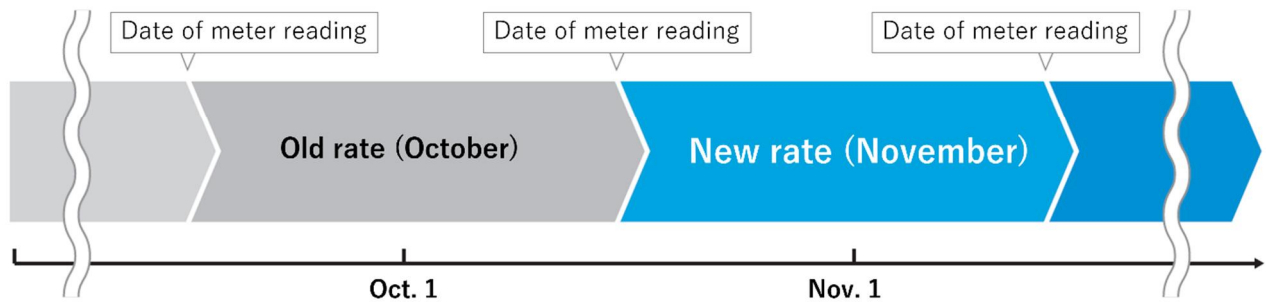 Date of meter reading
Date of meter reading
Date of meter reading
Old rate (October)
New rate (November)
Oct. 1
Nov. 1